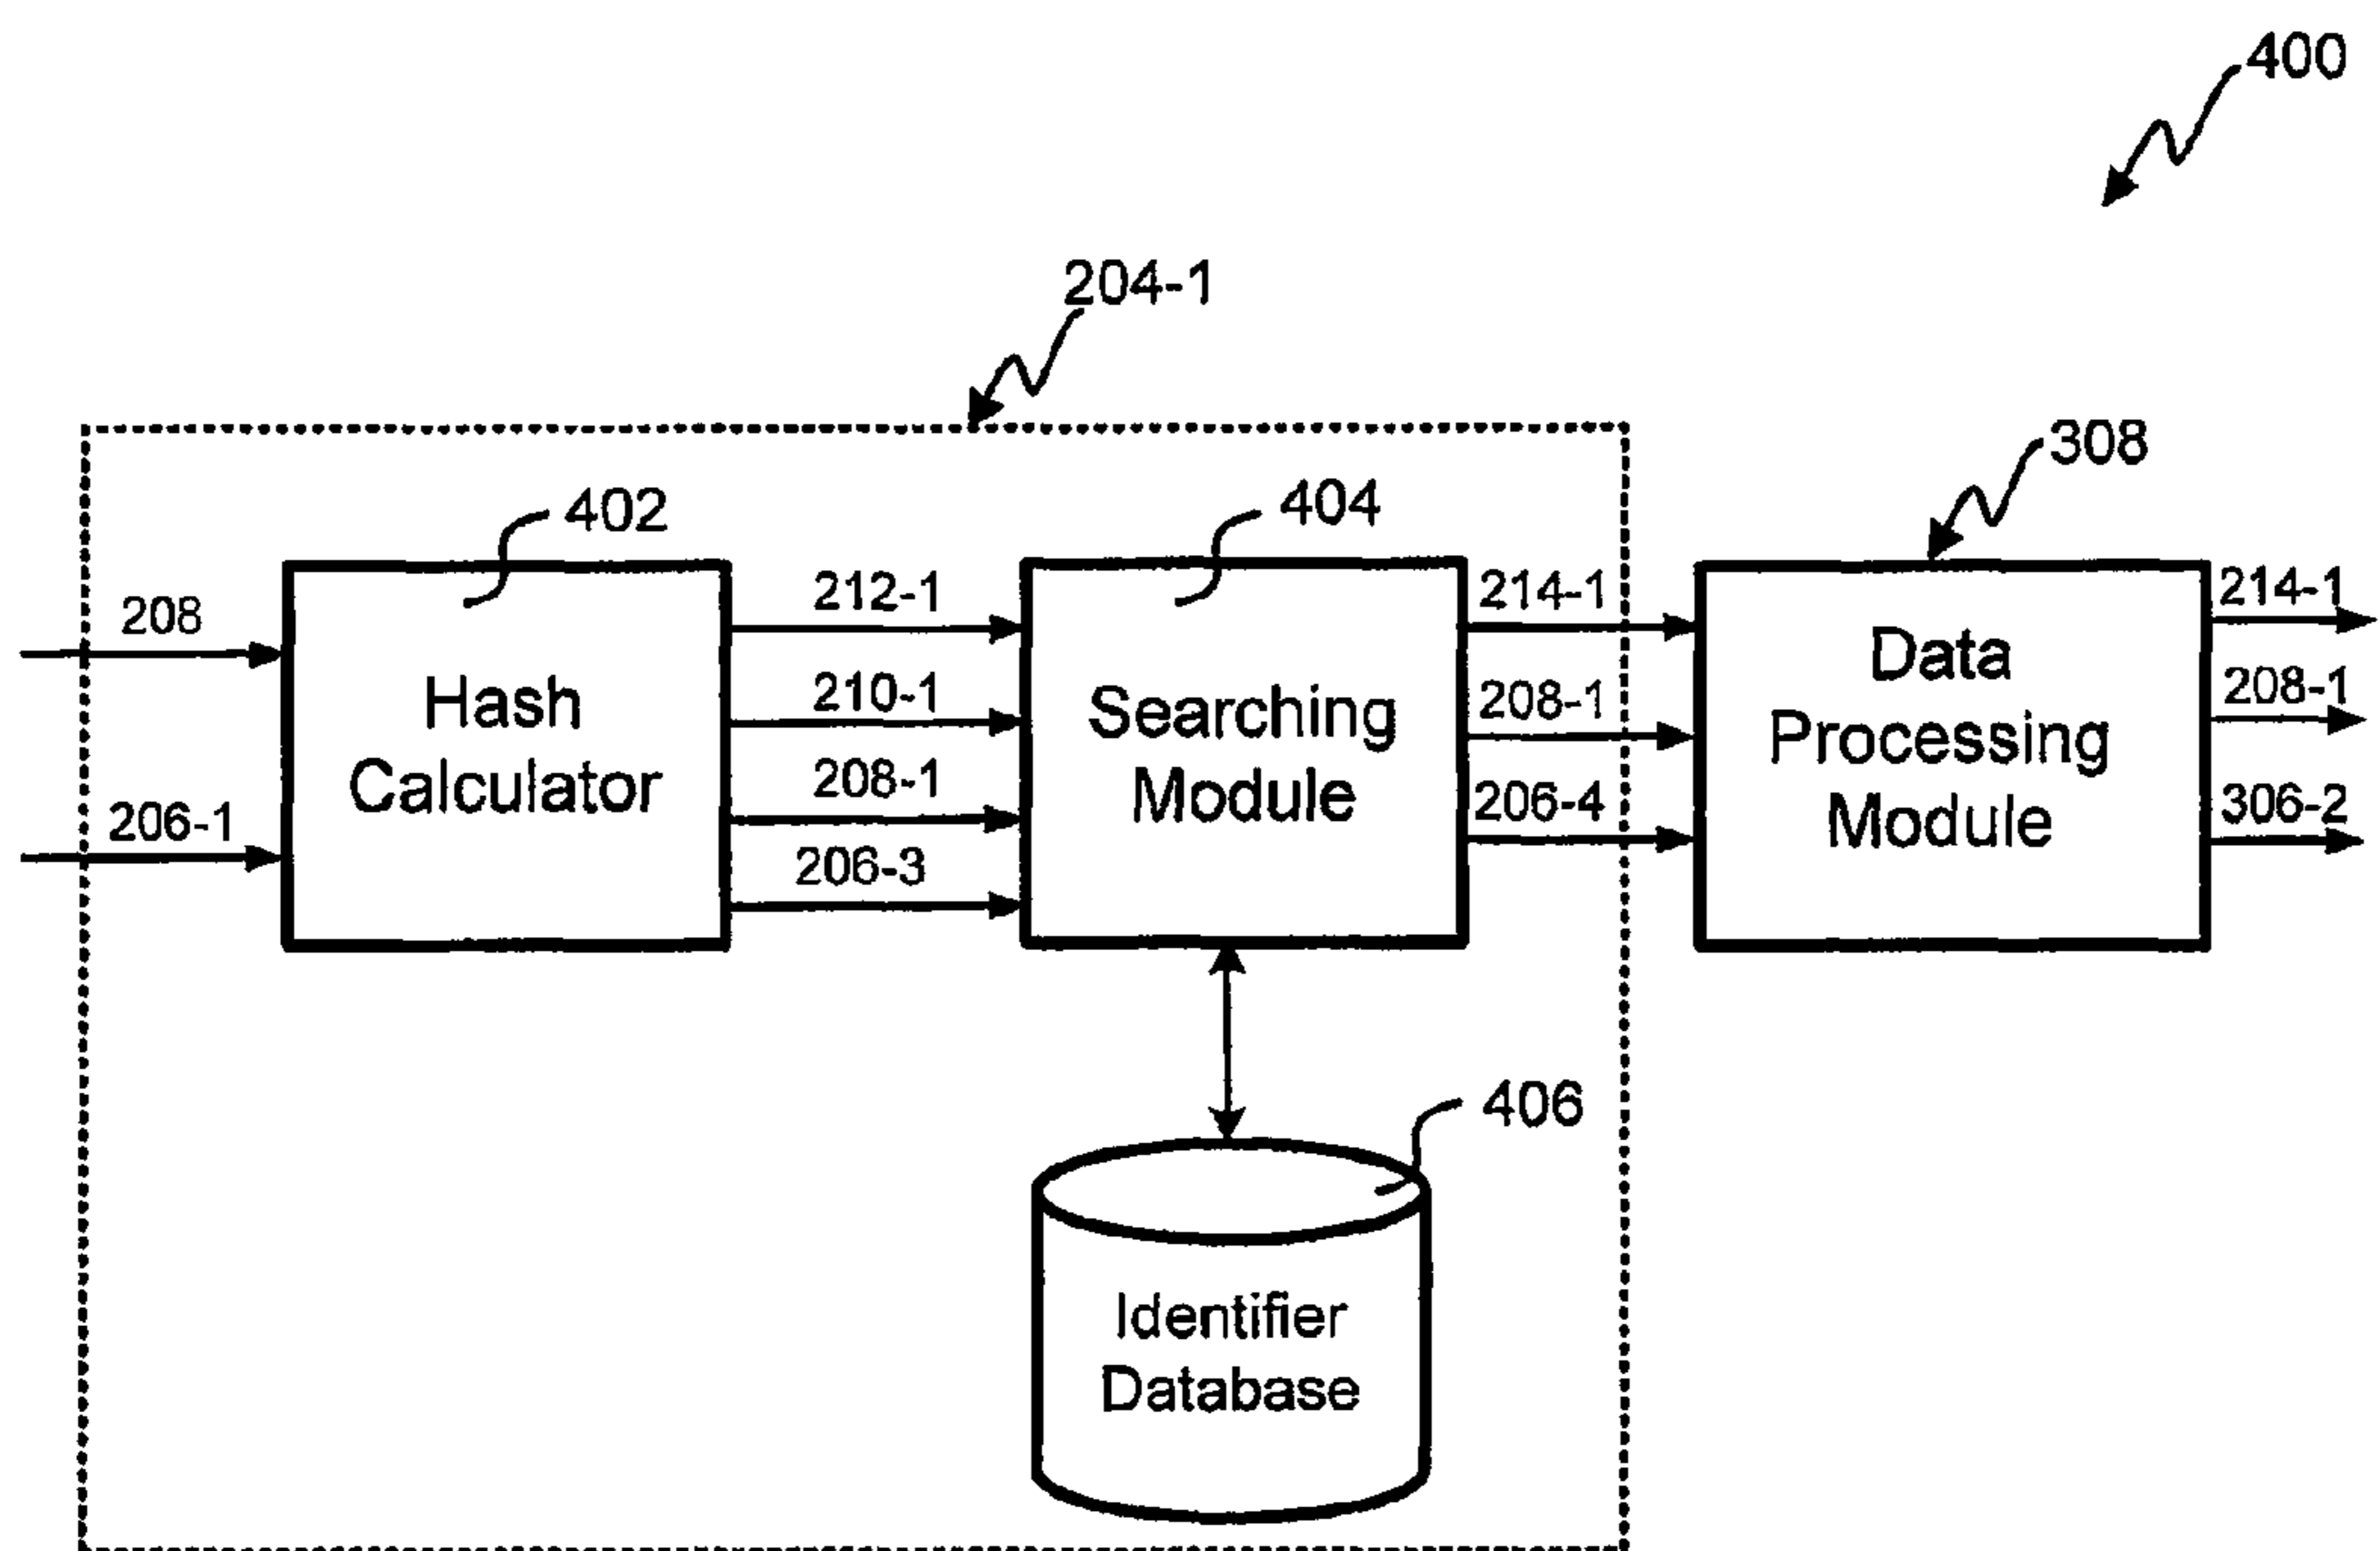 400
204-1
308
402
404
208
206-1
Hash
Calculator
212-1
210-1
208-1
206-3
Searching
Module
214-1
208-1
206-4
Data
Processing
Module
214-1
208-1
306-2
406
Identifier
Database